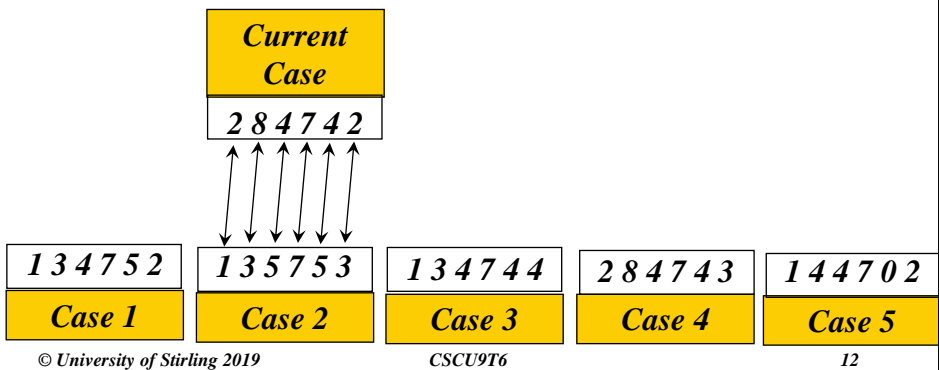 Current
Case
2 8 4 7 4 2
1 3 4 7 5 2
1 3 5 7 5 3
1 3 4 7 4 4
2 8 4 7 4 3
1 4 4 7 0 2
Case 1
Case 2
Case 3
Case 4
Case 5
© University of Stirling 2019
CSCU9T6
12